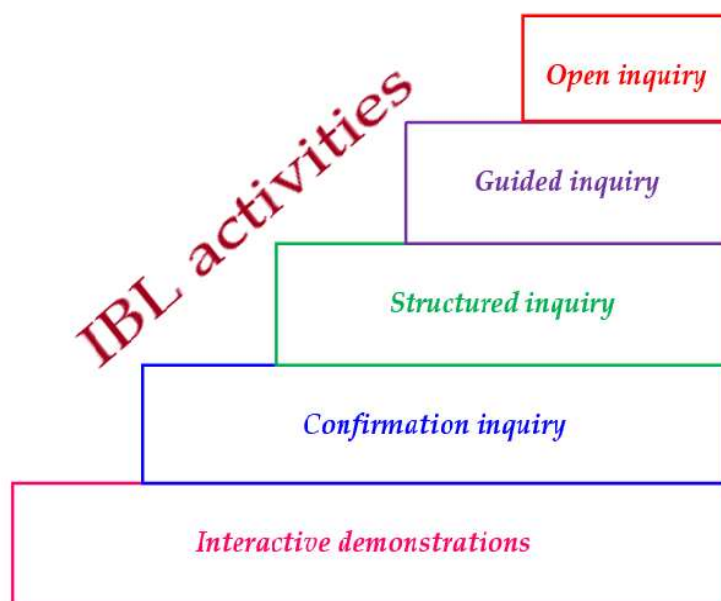 IBL activities
Open inquiry
Guided inquiry
Structured inquiry
Confirmation inquiry
Interactive demonstrations